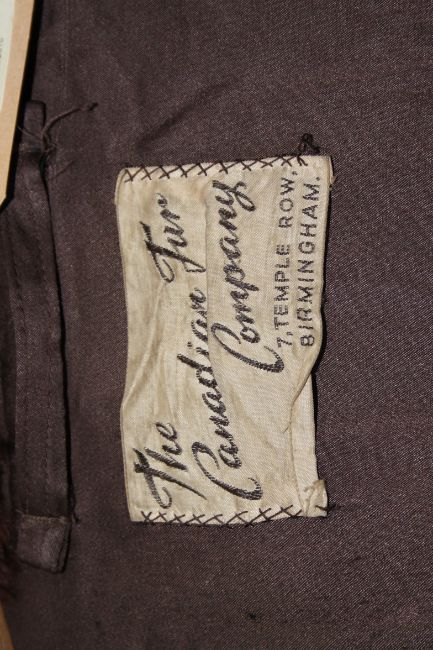 The
Canadian Fur
Company
7, TEMPLE ROW,
BIRMINGHAM.